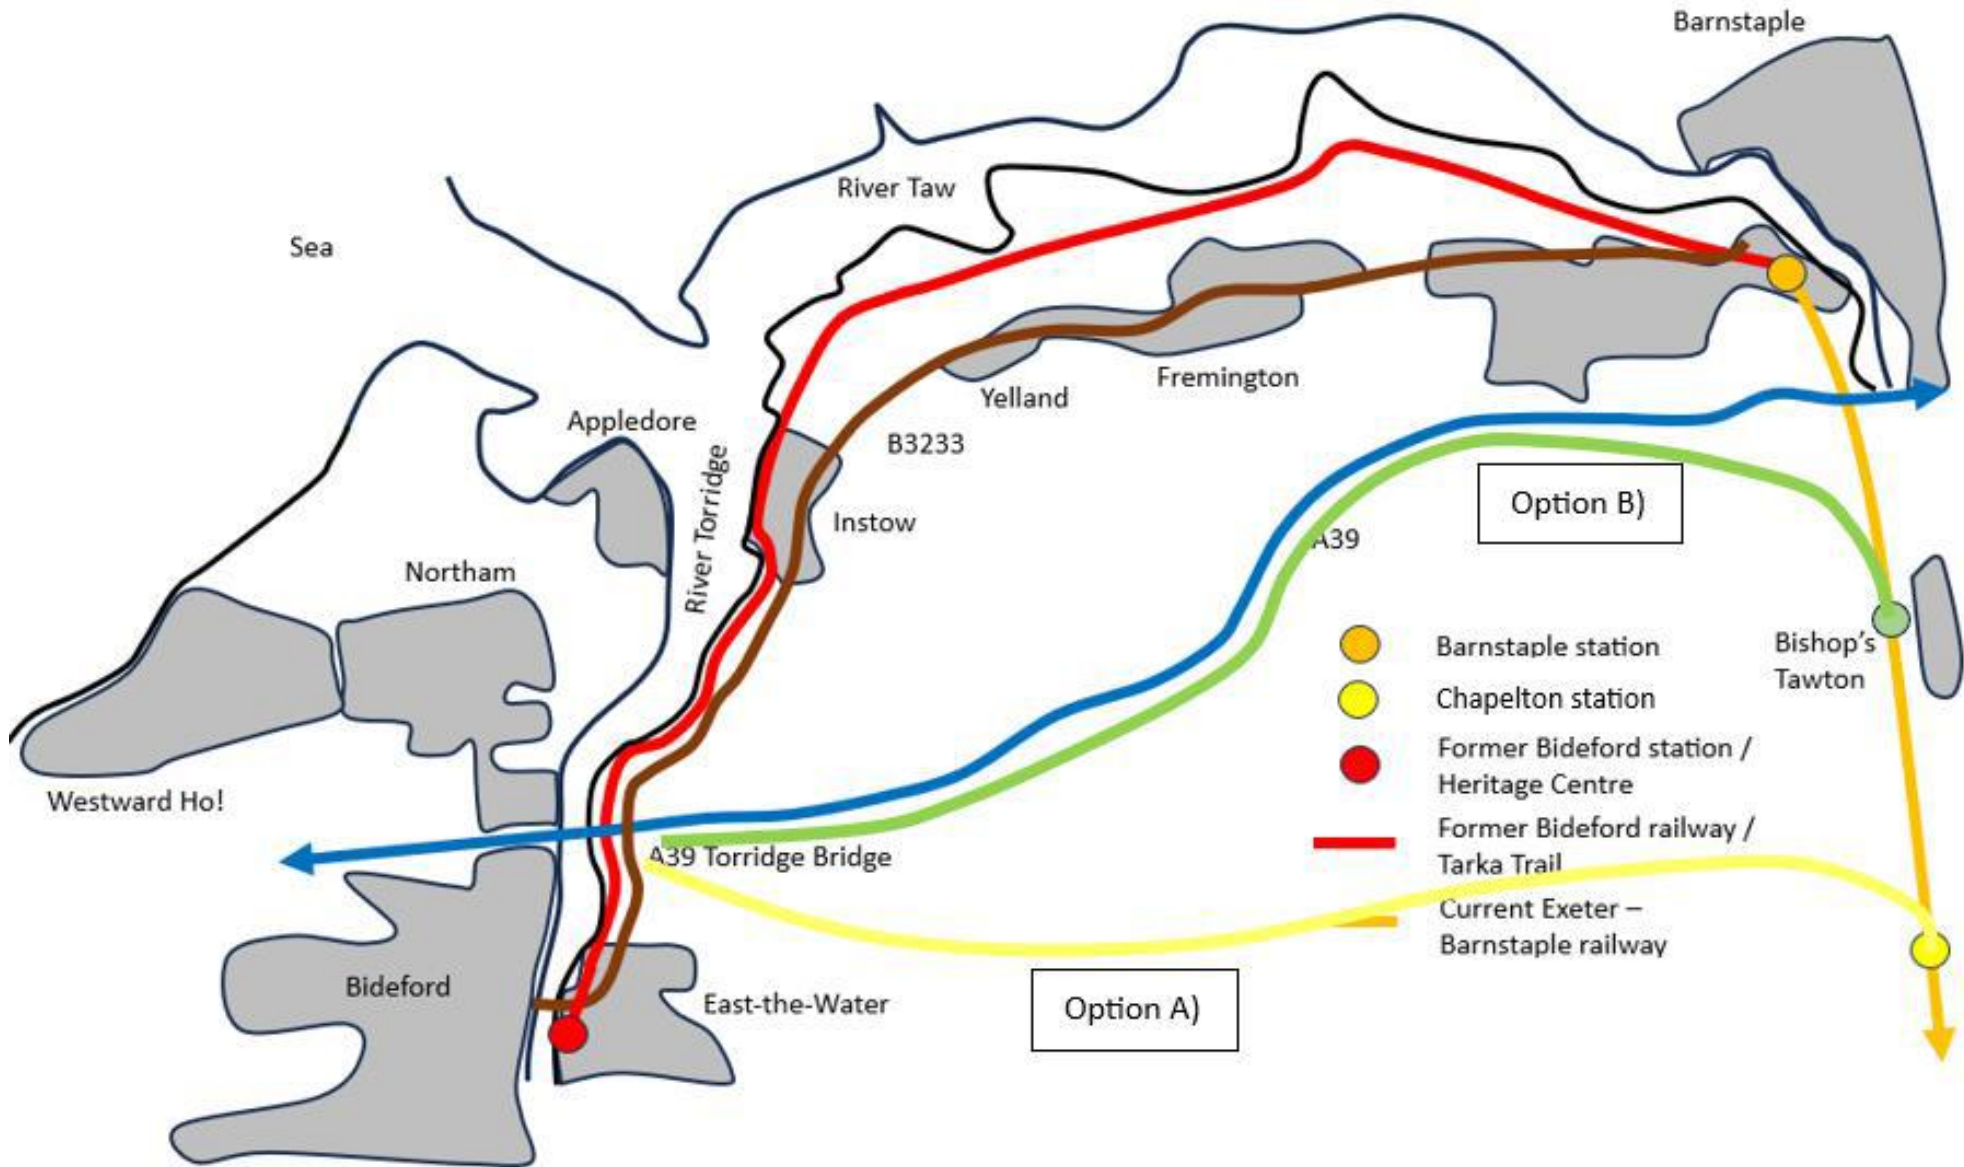 Barnstaple
River Taw
Sea
Fremington
Yelland
Appledore
B3233
River Torridge
Option B)
Instow
A39
Northam
Bishop's
Tawton
Barnstaple station
Chapelton station
Former Bideford station /
Heritage Centre
Westward Ho!
Former Bideford railway /
Tarka Trail
A39 Torridge Bridge
Current Exeter –
Barnstaple railway
Bideford
East-the-Water
Option A)